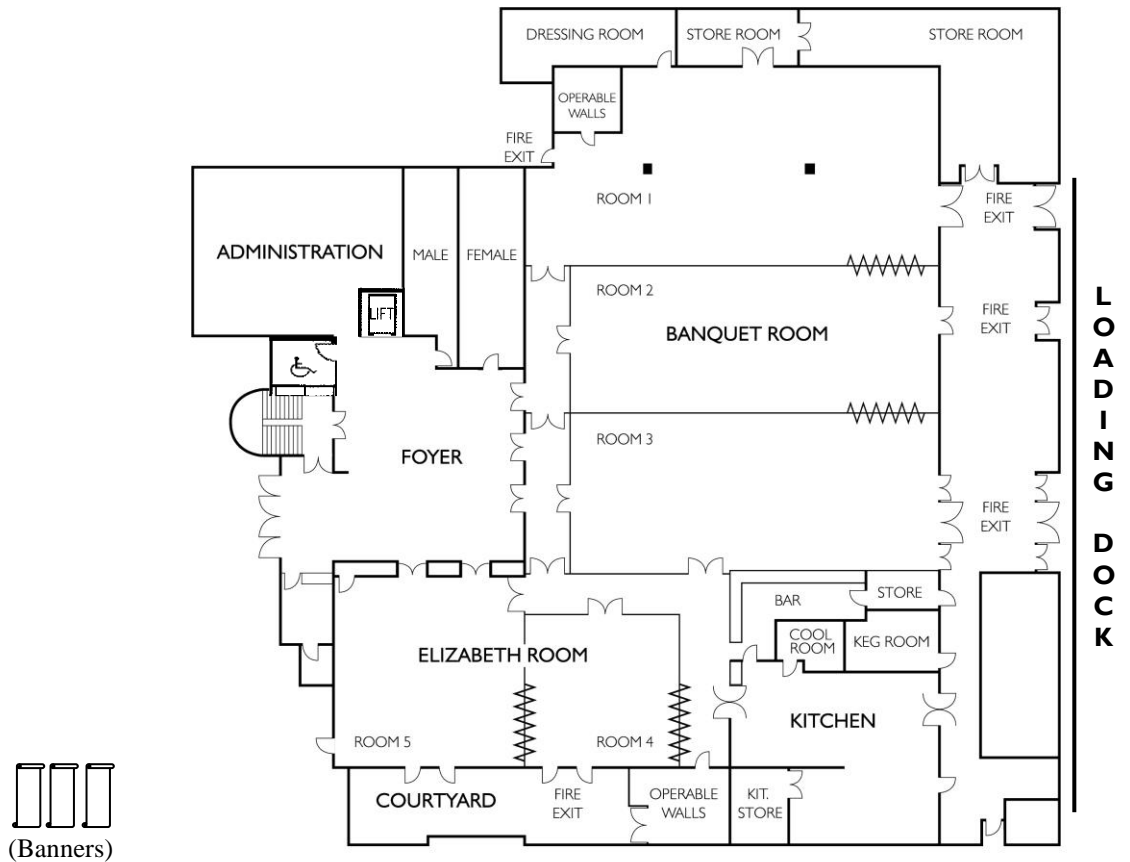 DRESSING ROOM
STORE ROOM
STORE ROOM
OPERABLE
WALLS
FIRE
EXIT
ROOM 1
FIRE
EXIT
ADMINISTRATION
MALE
FEMALE
LIFT
ROOM 2
BANQUET ROOM
FIRE
EXIT
ROOM 3
FOYER
FIRE
EXIT
LOADING DOCK
BAR
STORE
COOL
ROOM
KEG ROOM
ELIZABETH ROOM
KITCHEN
ROOM 5
ROOM 4
COURTYARD
FIRE
EXIT
OPERABLE
WALLS
KIT.
STORE
(Banners)